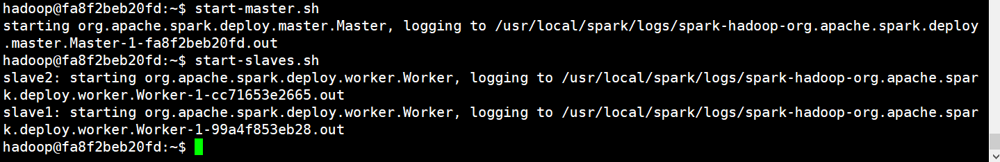 hadoop@fa8f2beb20fd:~$ start-master.sh
starting org.apache.spark.deploy.master.Master, logging to /usr/local/spark/logs/spark-hadoop-org.apache.spark.deploy
.master.Master-1-fa8f2beb20fd.out
hadoop@fa8f2beb20fd:~$ start-slaves.sh
slave2: starting org.apache.spark.deploy.worker.Worker, logging to /usr/local/spark/logs/spark-hadoop-org.apache.spar
k.deploy.worker.Worker-1-cc71653e2665.out
slave1: starting org.apache.spark.deploy.worker.Worker, logging to /usr/local/spark/logs/spark-hadoop-org.apache.spar
k.deploy.worker.Worker-1-99a4f853eb28.out
hadoop@fa8f2beb20fd:~$